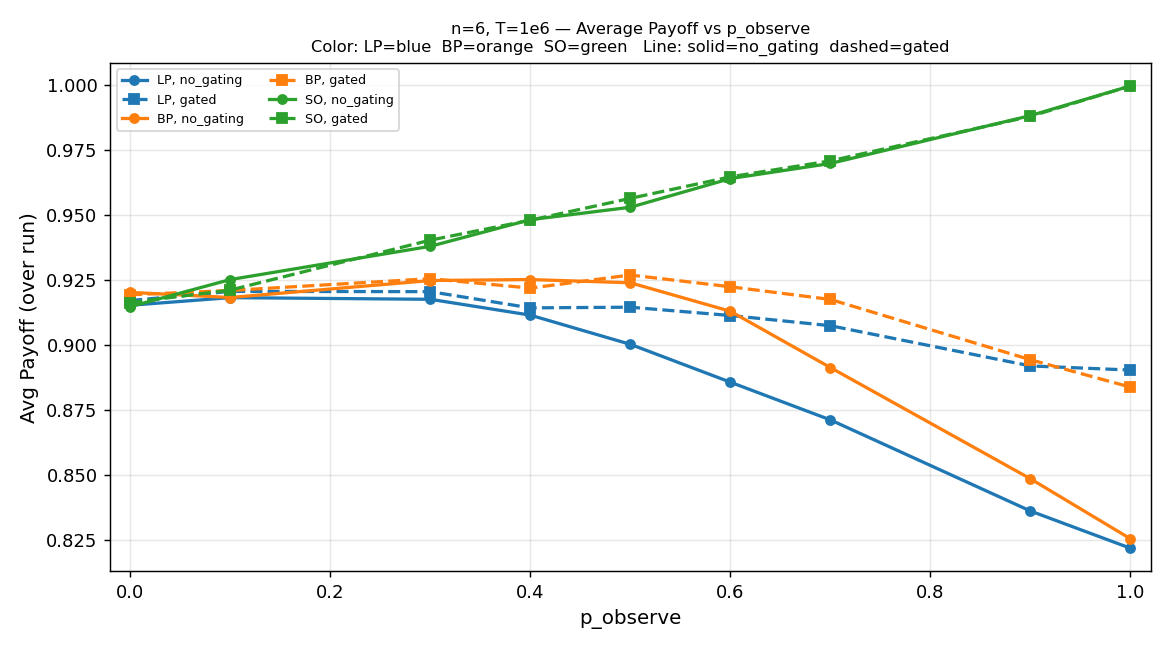 n=6, T=1e6 — Average Payoff vs p_observe
Color: LP=blue  BP=orange  SO=green   Line: solid=no_gating  dashed=gated
LP, no_gating
LP, gated
BP, no_gating
BP, gated
SO, no_gating
SO, gated
Avg Payoff (over run)
1.000
0.975
0.950
0.925
0.900
0.875
0.850
0.825
0.0 0.2 0.4 0.6 0.8 1.0
p_observe